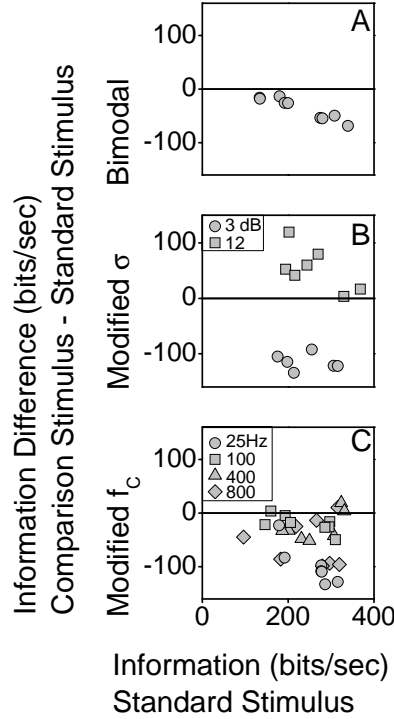 Information Difference (bits/sec)
Comparison Stimulus - Standard Stimulus
Bimodal
100
0
-100
A
Modified σ
100
0
-100
3 dB
12
B
Modified f_C
100
0
-100
25Hz
100
400
800
C
0 200 400
Information (bits/sec)
Standard Stimulus